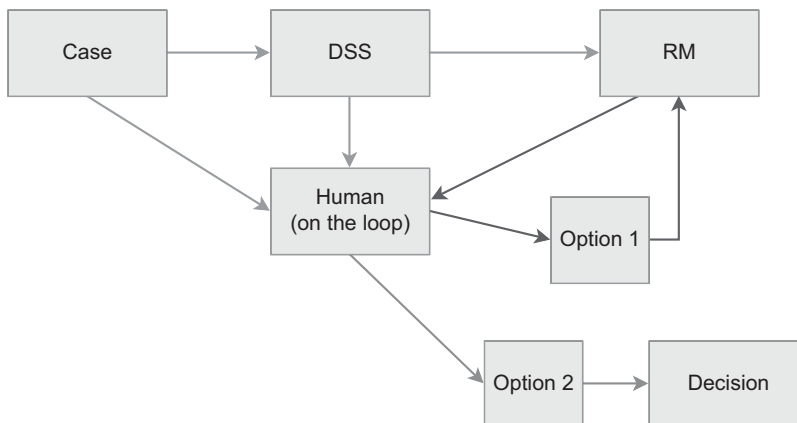 Case
DSS
RM
Human
(on the loop)
Option 1
Option 2
Decision